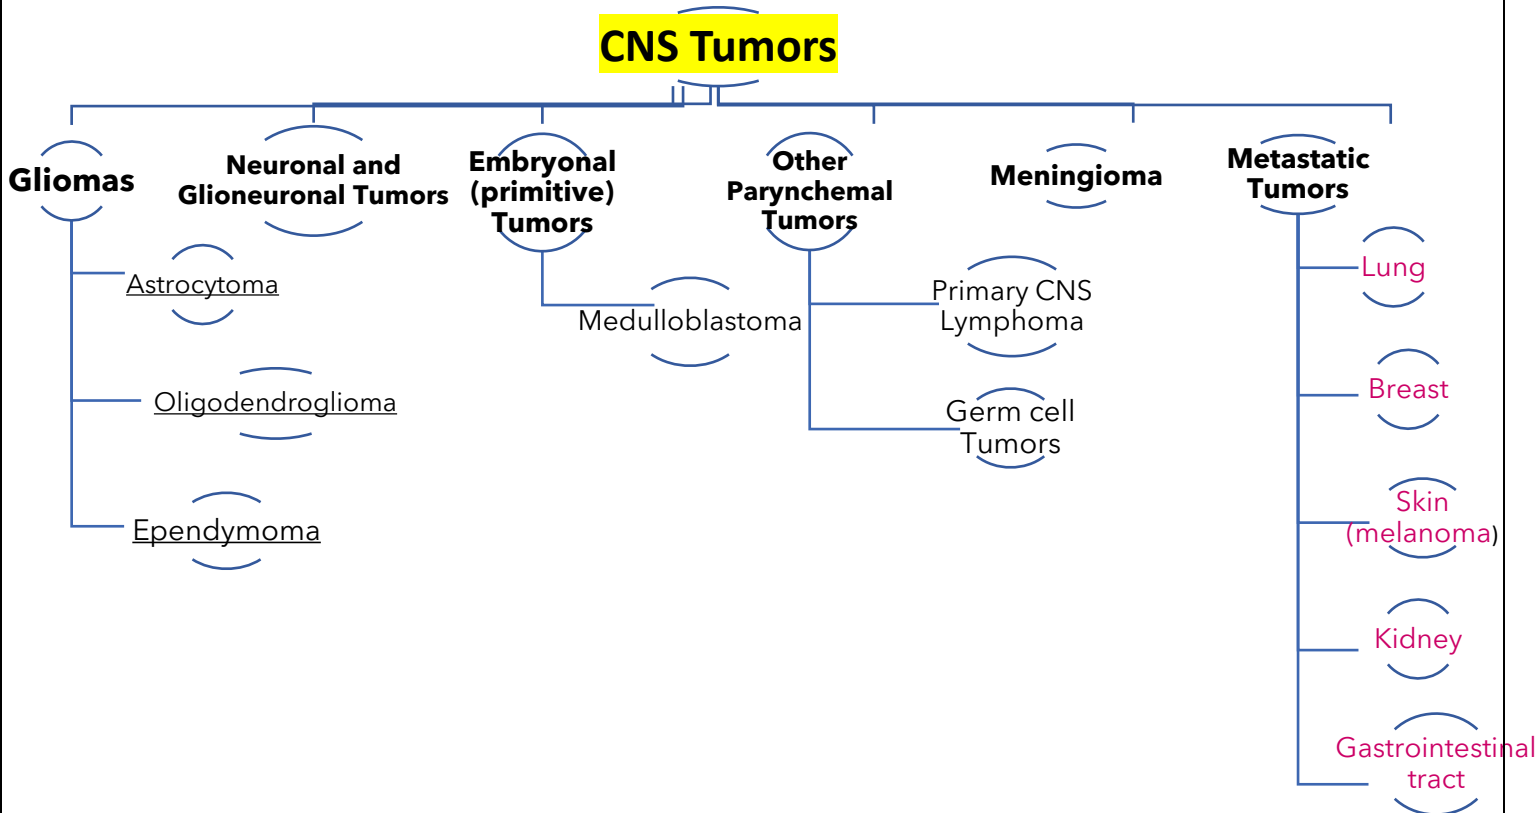 CNS Tumors
Gliomas
Astrocytoma
Oligodendroglioma
Ependymoma
Neuronal and
Glioneuronal Tumors
Embryonal
(primitive)
Tumors
Medulloblastoma
Other
Parynchemal
Tumors
Primary CNS
Lymphoma
Germ cell
Tumors
Meningioma
Metastatic
Tumors
Lung
Breast
Skin
(melanoma)
Kidney
Gastrointestinal
tract